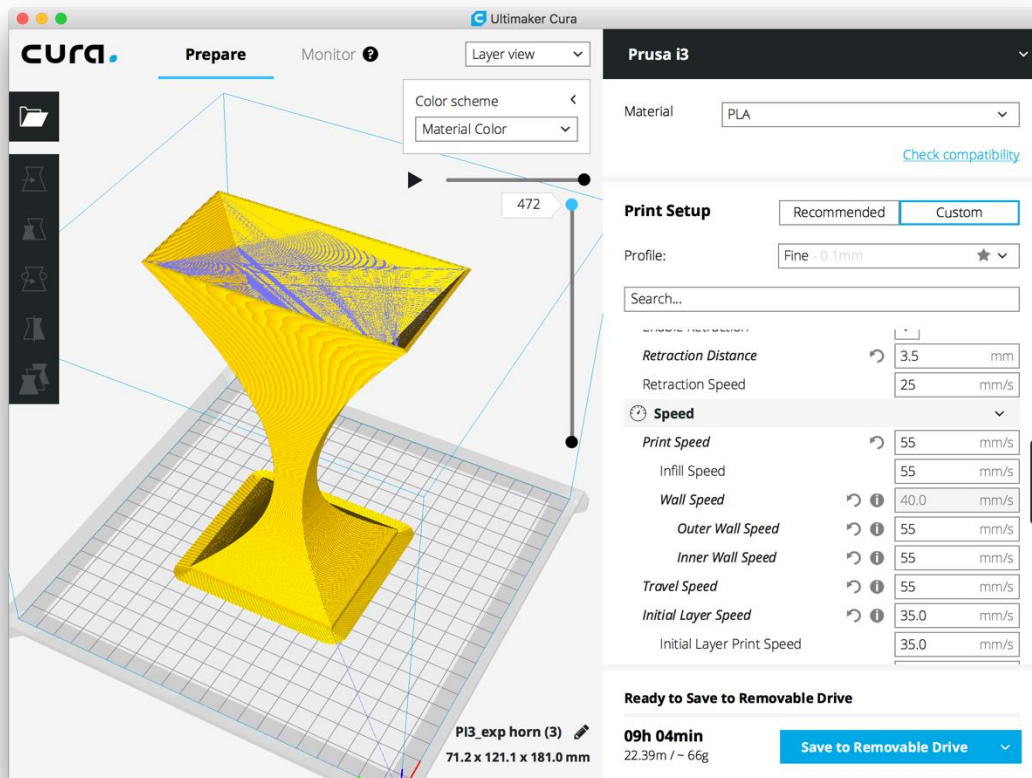 Ultimaker Cura
cura.
Prepare
Monitor ?
Layer view
Color scheme
Material Color
472
PI3_exp horn (3)
71.2 x 121.1 x 181.0 mm
Prusa i3
Material
PLA
Check compatibility
Print Setup
Recommended
Custom
Profile:
Fine - 0.1mm
Search...
Enable Retraction
Retraction Distance 3.5 mm
Retraction Speed 25 mm/s
Speed
Print Speed 55 mm/s
Infill Speed 55 mm/s
Wall Speed 40.0 mm/s
Outer Wall Speed 55 mm/s
Inner Wall Speed 55 mm/s
Travel Speed 55 mm/s
Initial Layer Speed 35.0 mm/s
Initial Layer Print Speed 35.0 mm/s
Ready to Save to Removable Drive
09h 04min
22.39m / ~ 66g
Save to Removable Drive